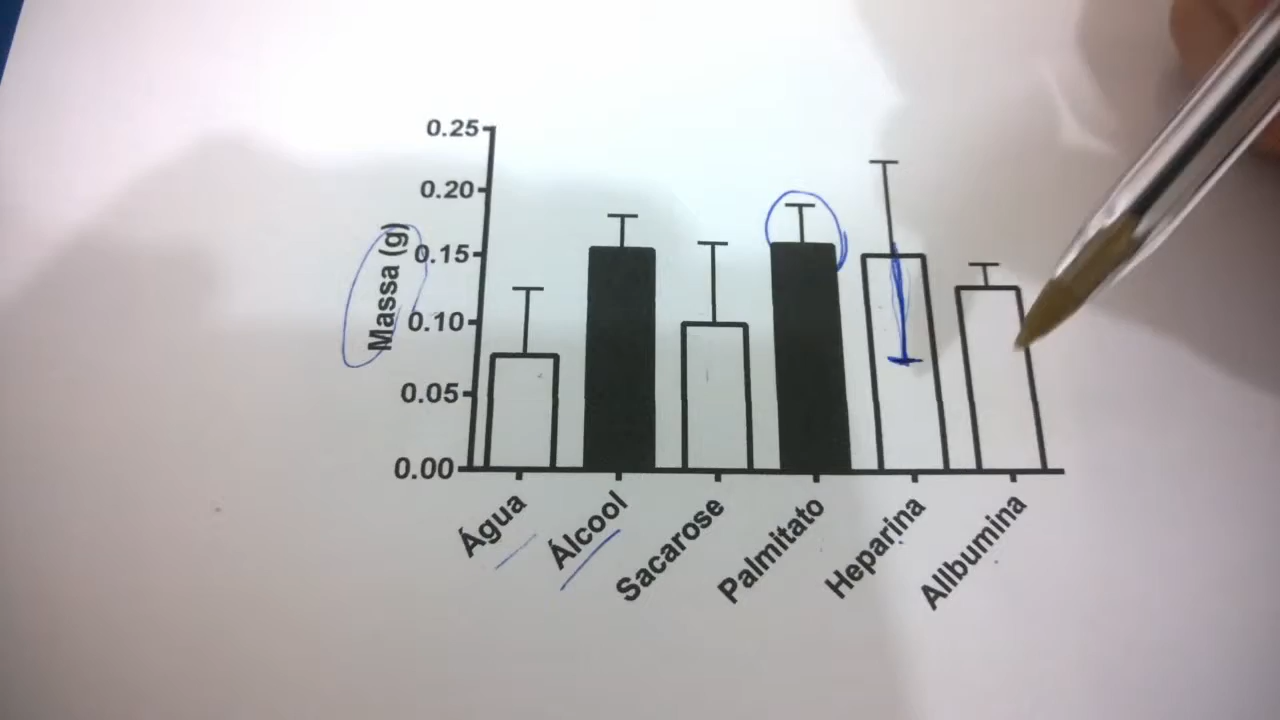 0.25
0.20
0.15
0.10
0.05
0.00
Massa (g)
Água
Álcool
Sacarose
Palmitato
Heparina
Allbumina